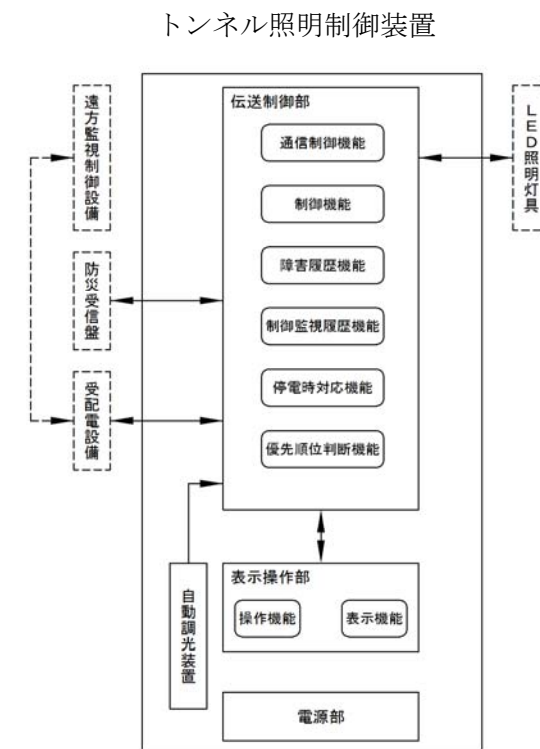 トンネル照明制御装置
遠方監視制御設備
防災受信盤
受配電設備
自動調光装置
伝送制御部
通信制御機能
制御機能
障害履歴機能
制御監視履歴機能
停電時対応機能
優先順位判断機能
表示操作部
操作機能
表示機能
電源部
LED照明灯具